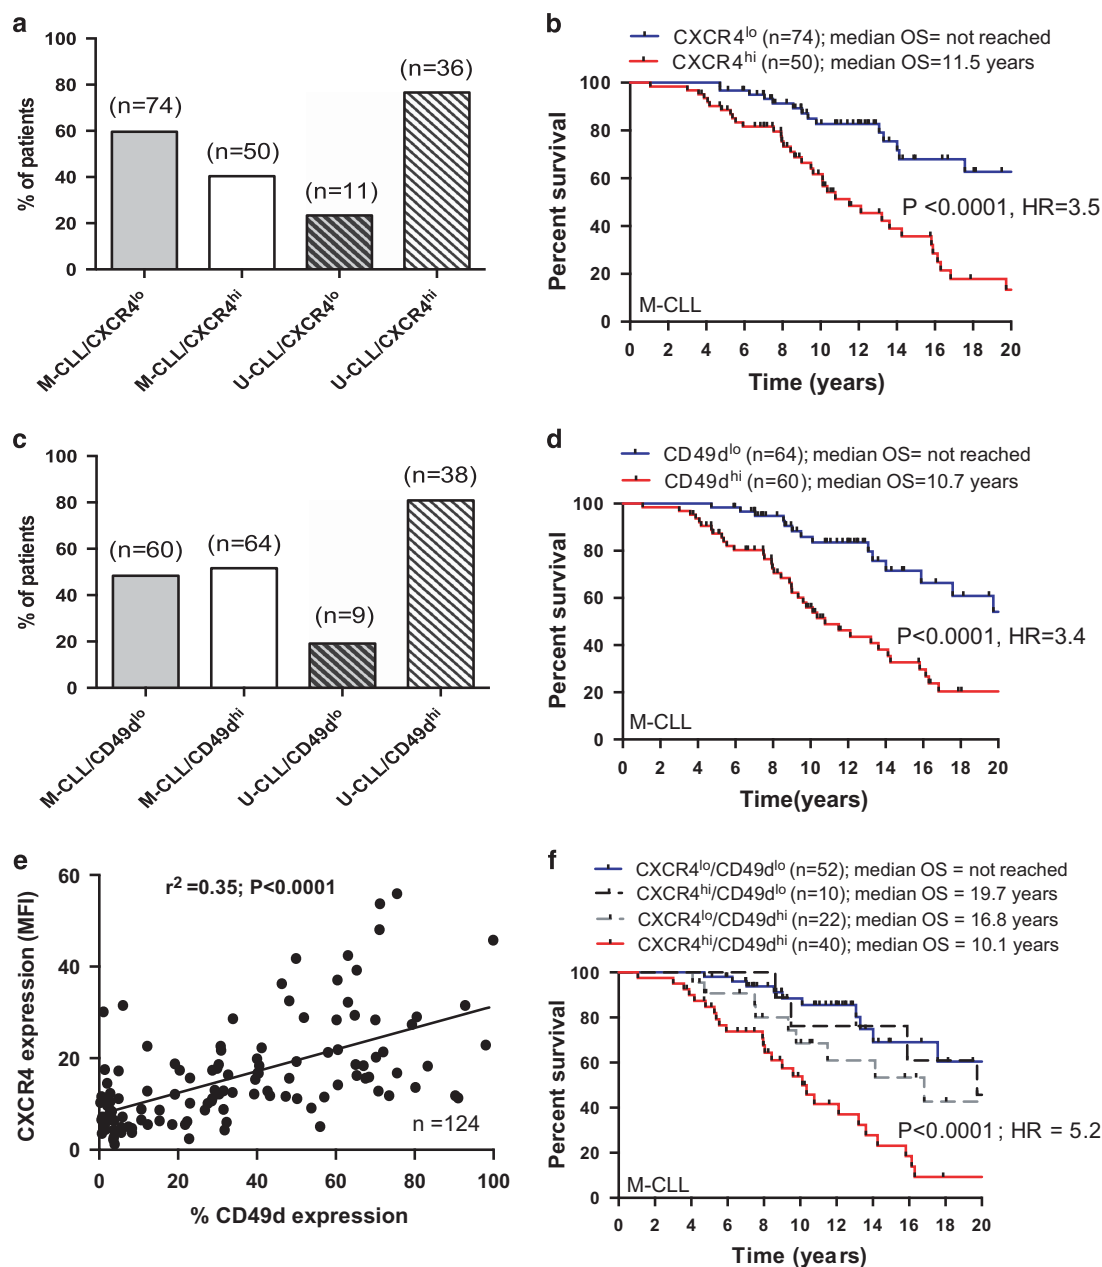 a
100
80
60
40
20
0
% of patients
(n=74)
(n=50)
(n=11)
(n=36)
M-CLL/CXCR4lo
M-CLL/CXCR4hi
U-CLL/CXCR4lo
U-CLL/CXCR4hi
b
CXCR4lo (n=74); median OS= not reached
CXCR4hi (n=50); median OS=11.5 years
100
80
60
40
20
0
Percent survival
P <0.0001, HR=3.5
M-CLL
0 2 4 6 8 10 12 14 16 18 20
Time (years)
c
100
80
60
40
20
0
% of patients
(n=60)
(n=64)
(n=9)
(n=38)
M-CLL/CD49dlo
M-CLL/CD49dhi
U-CLL/CD49dlo
U-CLL/CD49dhi
d
CD49dlo (n=64); median OS= not reached
CD49dhi (n=60); median OS=10.7 years
100
80
60
40
20
0
Percent survival
P<0.0001, HR=3.4
M-CLL
0 2 4 6 8 10 12 14 16 18 20
Time(years)
e
60
40
20
0
CXCR4 expression (MFI)
r2 =0.35; P<0.0001
n =124
0 20 40 60 80 100
% CD49d expression
f
CXCR4lo/CD49dlo (n=52); median OS = not reached
CXCR4hi/CD49dlo (n=10); median OS = 19.7 years
CXCR4lo/CD49dhi (n=22); median OS = 16.8 years
CXCR4hi/CD49dhi (n=40); median OS = 10.1 years
100
80
60
40
20
0
Percent survival
P<0.0001; HR = 5.2
M-CLL
0 2 4 6 8 10 12 14 16 18 20
Time (years)